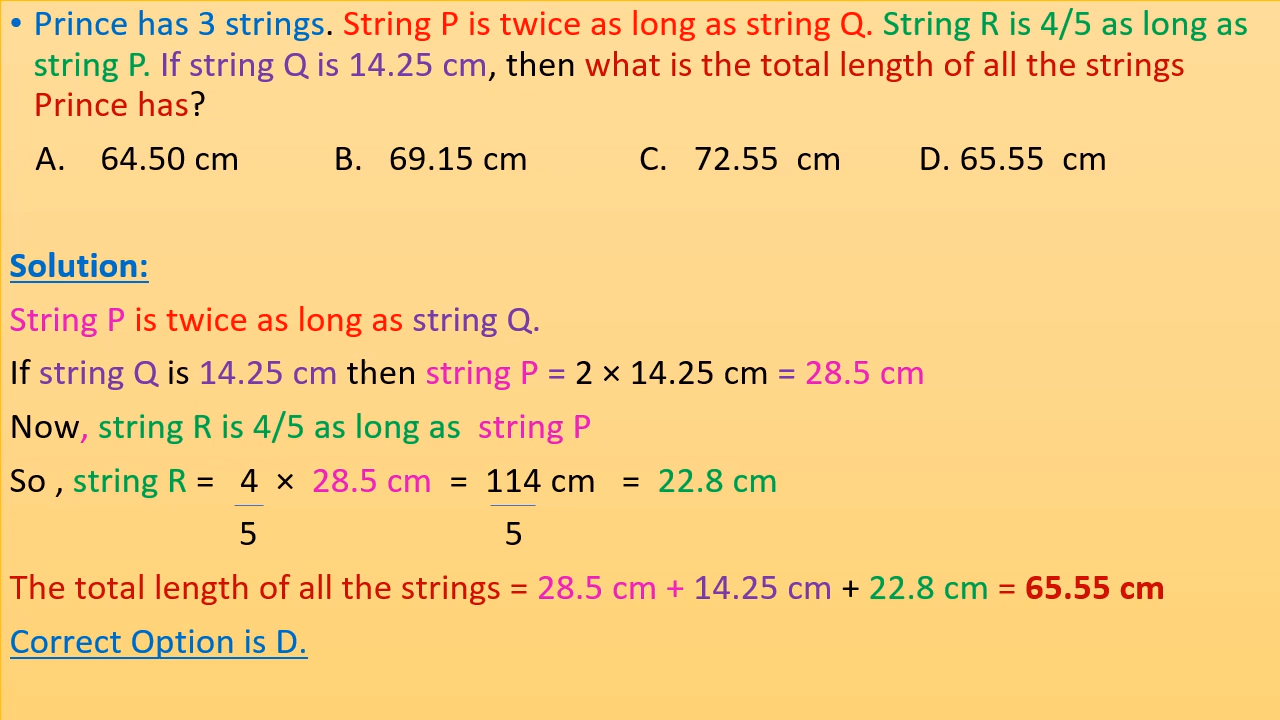 • Prince has 3 strings. String P is twice as long as string Q. String R is 4/5 as long as
string P. If string Q is 14.25 cm, then what is the total length of all the strings
Prince has?
A. 64.50 cm B. 69.15 cm C. 72.55 cm D. 65.55 cm
Solution:
String P is twice as long as string Q.
If string Q is 14.25 cm then string P = 2 × 14.25 cm = 28.5 cm
Now, string R is 4/5 as long as string P
So , string R = 4 × 28.5 cm = 114 cm = 22.8 cm
5 5
The total length of all the strings = 28.5 cm + 14.25 cm + 22.8 cm = 65.55 cm
Correct Option is D.